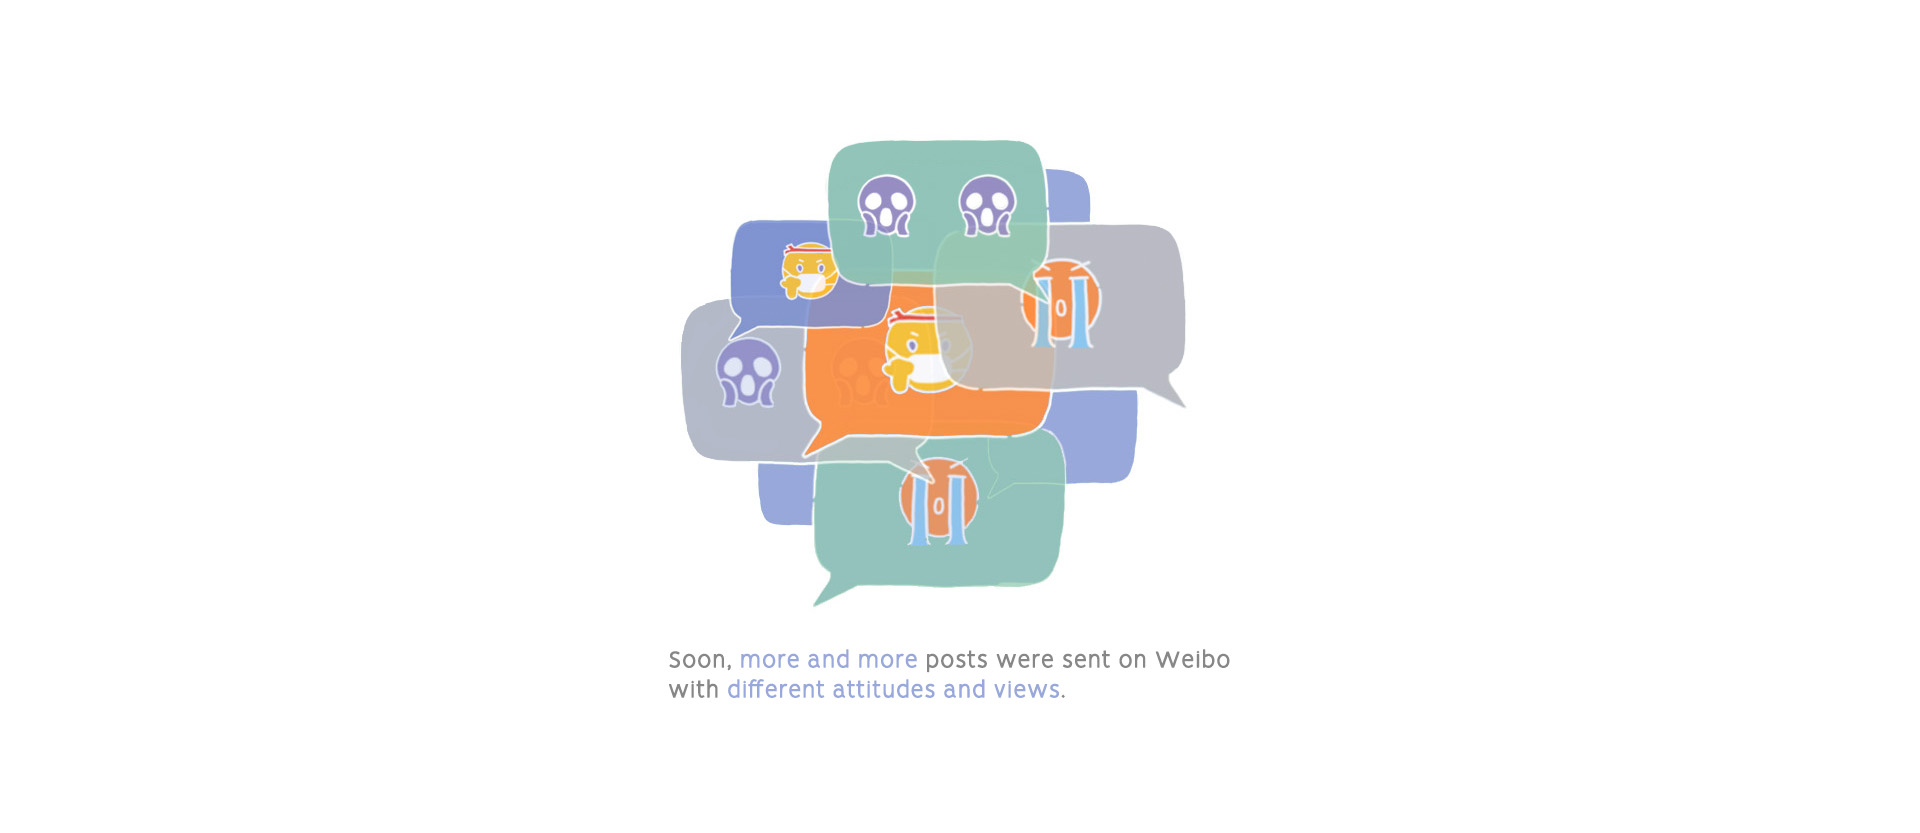 Soon, more and more posts were sent on Weibo
with different attitudes and views.